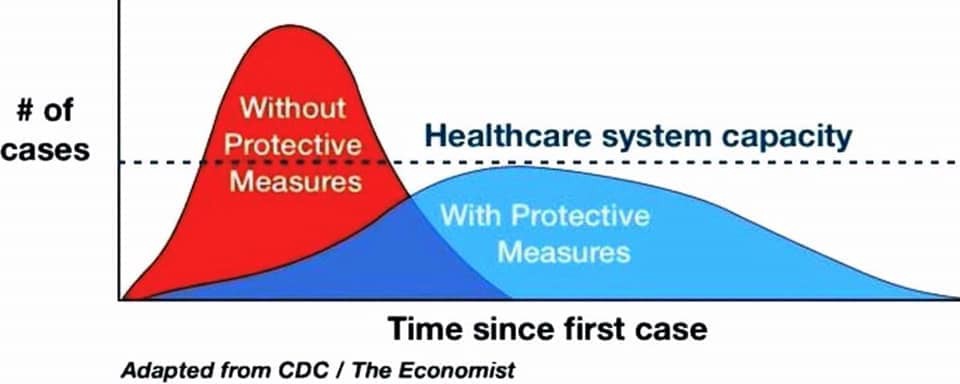 # of
cases
Without
Protective
Measures
Healthcare system capacity
With Protective
Measures
Time since first case
Adapted from CDC / The Economist